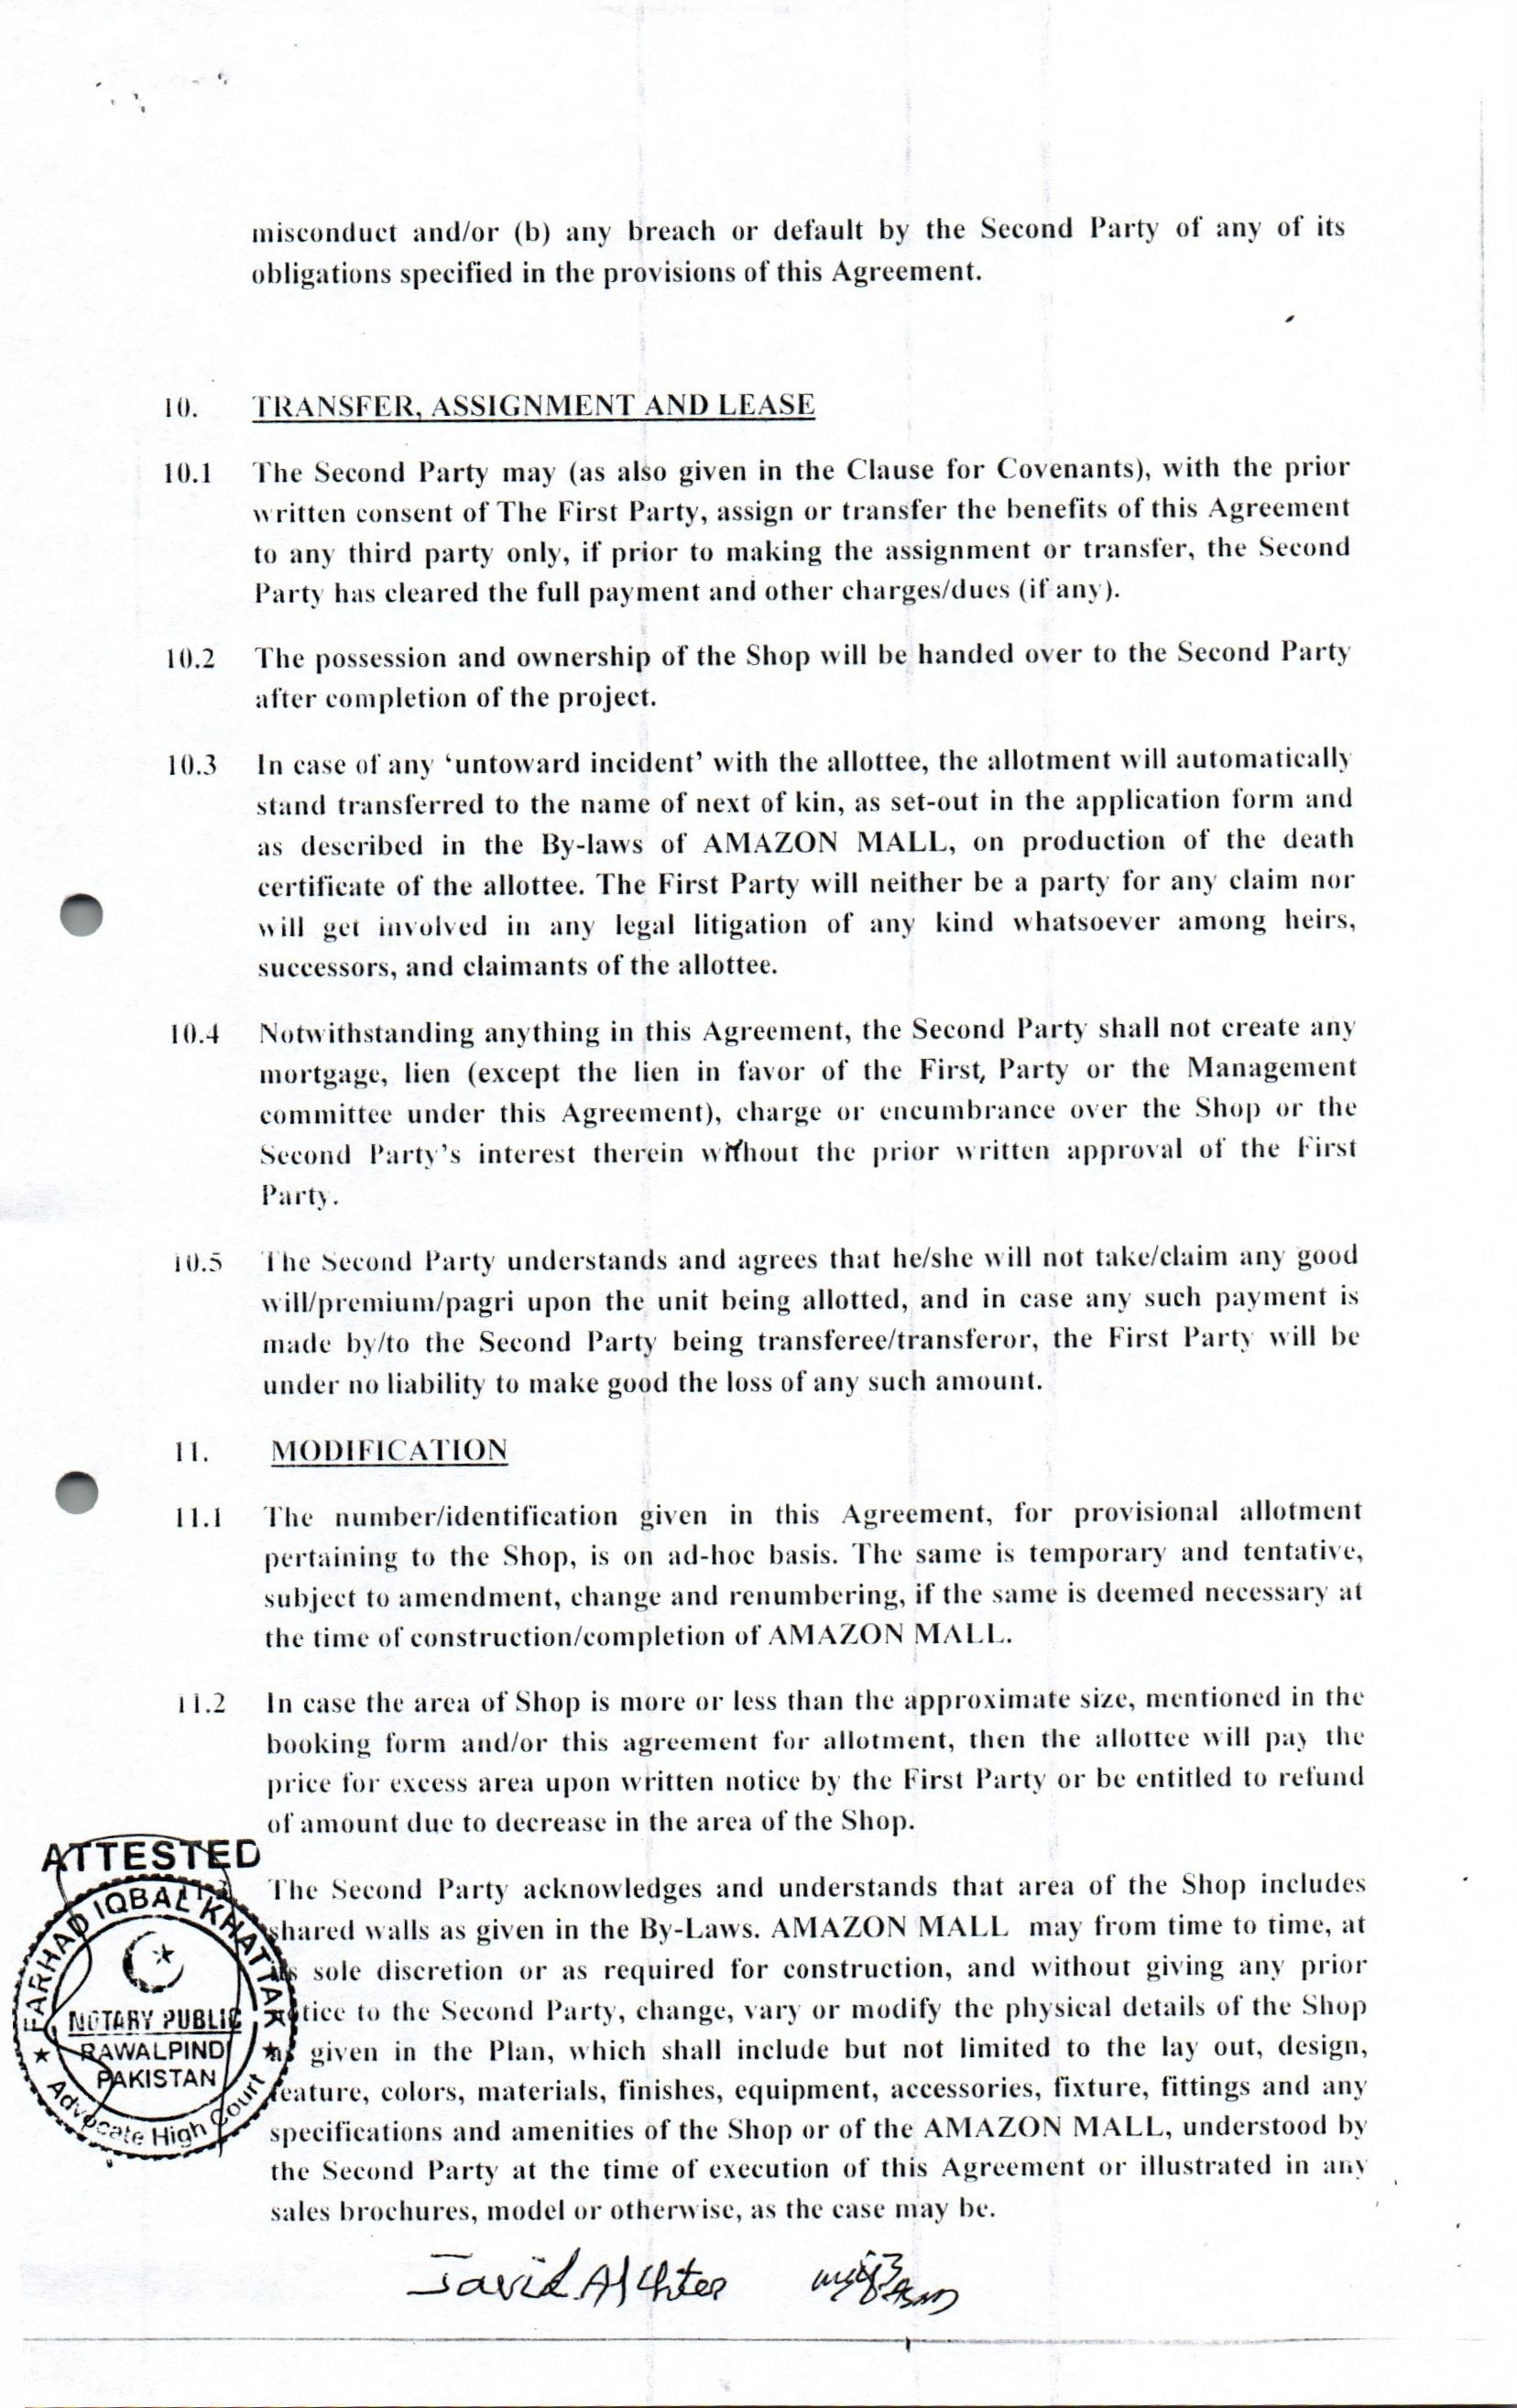 misconduct and/or (b) any breach or default by the Second Party of any of its
obligations specified in the provisions of this Agreement.
10. TRANSFER, ASSIGNMENT AND LEASE
10.1 The Second Party may (as also given in the Clause for Covenants), with the prior
written consent of The First Party, assign or transfer the benefits of this Agreement
to any third party only, if prior to making the assignment or transfer, the Second
Party has cleared the full payment and other charges/dues (if any).
10.2 The possession and ownership of the Shop will be handed over to the Second Party
after completion of the project.
10.3 In case of any ‘untoward incident’ with the allottee, the allotment will automatically
stand transferred to the name of next of kin, as set-out in the application form and
as described in the By-laws of AMAZON MALL, on production of the death
certificate of the allottee. The First Party will neither be a party for any claim nor
will get involved in any legal litigation of any kind whatsoever among heirs,
successors, and claimants of the allottee.
10.4 Notwithstanding anything in this Agreement, the Second Party shall not create any
mortgage, lien (except the lien in favor of the First, Party or the Management
committee under this Agreement), charge or encumbrance over the Shop or the
Second Party’s interest therein without the prior written approval of the First
Party.
10.5 The Second Party understands and agrees that he/she will not take/claim any good
will/premium/pagri upon the unit being allotted, and in case any such payment is
made by/to the Second Party being transferee/transferor, the First Party will be
under no liability to make good the loss of any such amount.
11. MODIFICATION
11.1 The number/identification given in this Agreement, for provisional allotment
pertaining to the Shop, is on ad-hoc basis. The same is temporary and tentative,
subject to amendment, change and renumbering, if the same is deemed necessary at
the time of construction/completion of AMAZON MALL.
11.2 In case the area of Shop is more or less than the approximate size, mentioned in the
booking form and/or this agreement for allotment, then the allottee will pay the
price for excess area upon written notice by the First Party or be entitled to refund
of amount due to decrease in the area of the Shop.
The Second Party acknowledges and understands that area of the Shop includes
shared walls as given in the By-Laws. AMAZON MALL may from time to time, at
sole discretion or as required for construction, and without giving any prior
notice to the Second Party, change, vary or modify the physical details of the Shop
as given in the Plan, which shall include but not limited to the lay out, design,
feature, colors, materials, finishes, equipment, accessories, fixture, fittings and any
specifications and amenities of the Shop or of the AMAZON MALL, understood by
the Second Party at the time of execution of this Agreement or illustrated in any
sales brochures, model or otherwise, as the case may be.
ATTESTED
FARHAD IQBAL KHATTAR
NOTARY PUBLIC
RAWALPINDI
PAKISTAN
Advocate High Court
Javid Akhter